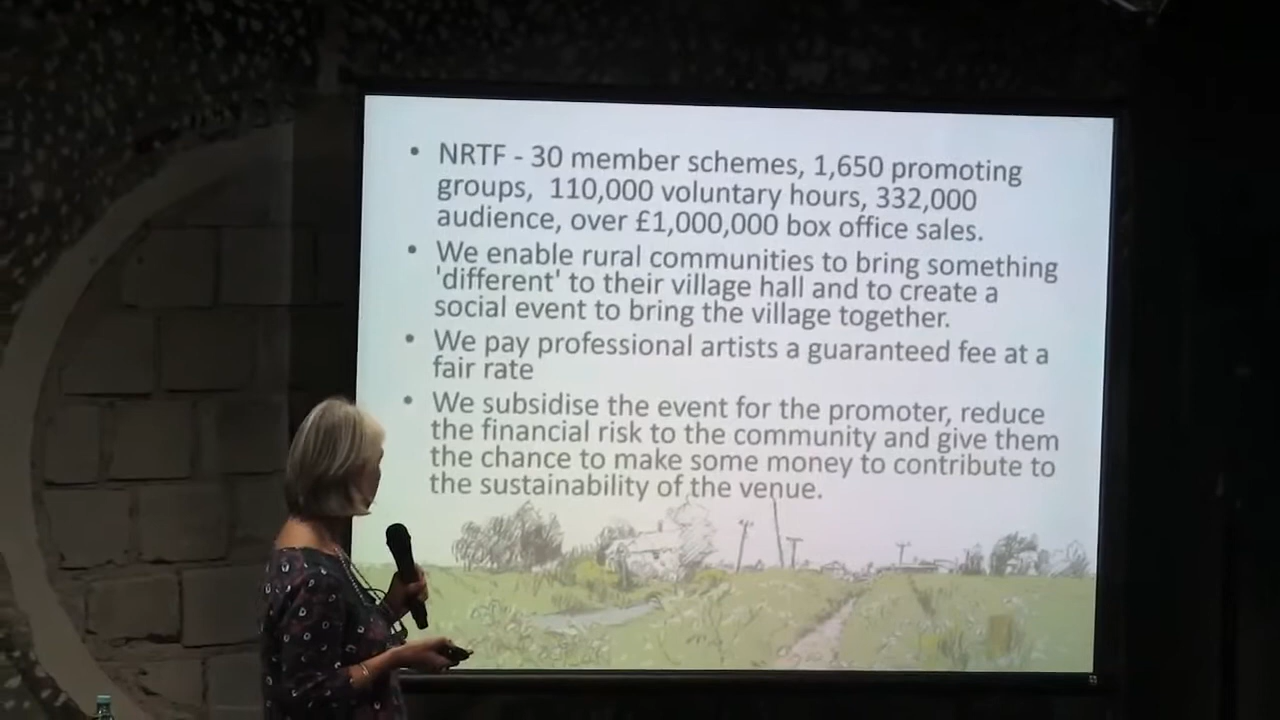 • NRTF - 30 member schemes, 1,650 promoting
groups, 110,000 voluntary hours, 332,000
audience, over £1,000,000 box office sales.
• We enable rural communities to bring something
'different' to their village hall and to create a
social event to bring the village together.
• We pay professional artists a guaranteed fee at a
fair rate
• We subsidise the event for the promoter, reduce
the financial risk to the community and give them
the chance to make some money to contribute to
the sustainability of the venue.